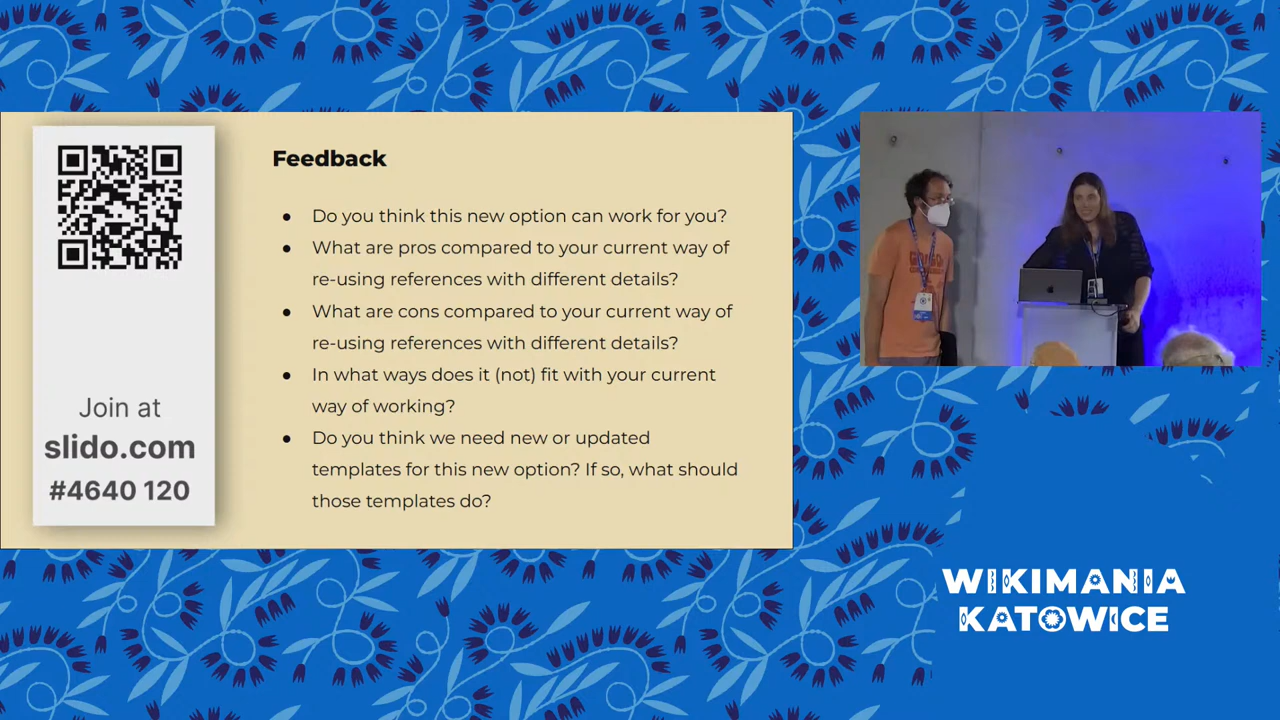 Join at
slido.com
#4640 120
Feedback
● Do you think this new option can work for you?
● What are pros compared to your current way of
re-using references with different details?
● What are cons compared to your current way of
re-using references with different details?
● In what ways does it (not) fit with your current
way of working?
● Do you think we need new or updated
templates for this new option? If so, what should
those templates do?
WIKIMANIA
KATOWICE